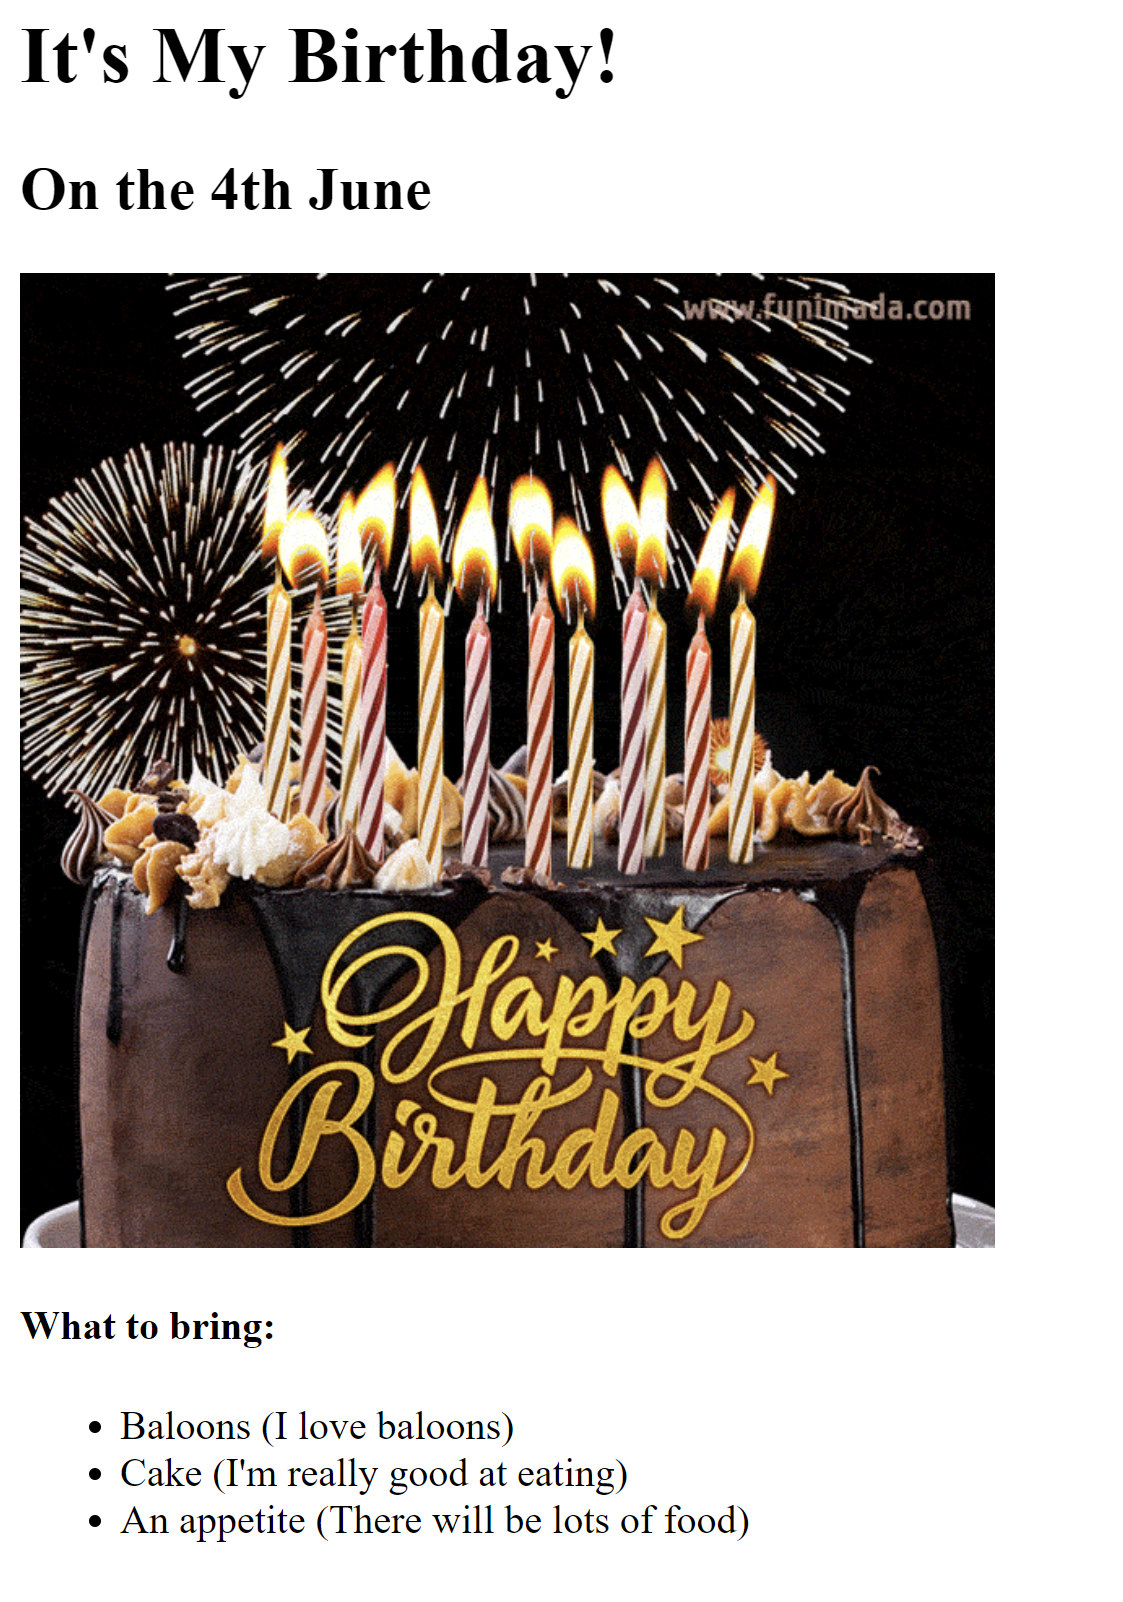 It's My Birthday!
On the 4th June
www.funimada.com
Happy
Birthday
What to bring:
Baloons (I love baloons)
Cake (I'm really good at eating)
An appetite (There will be lots of food)